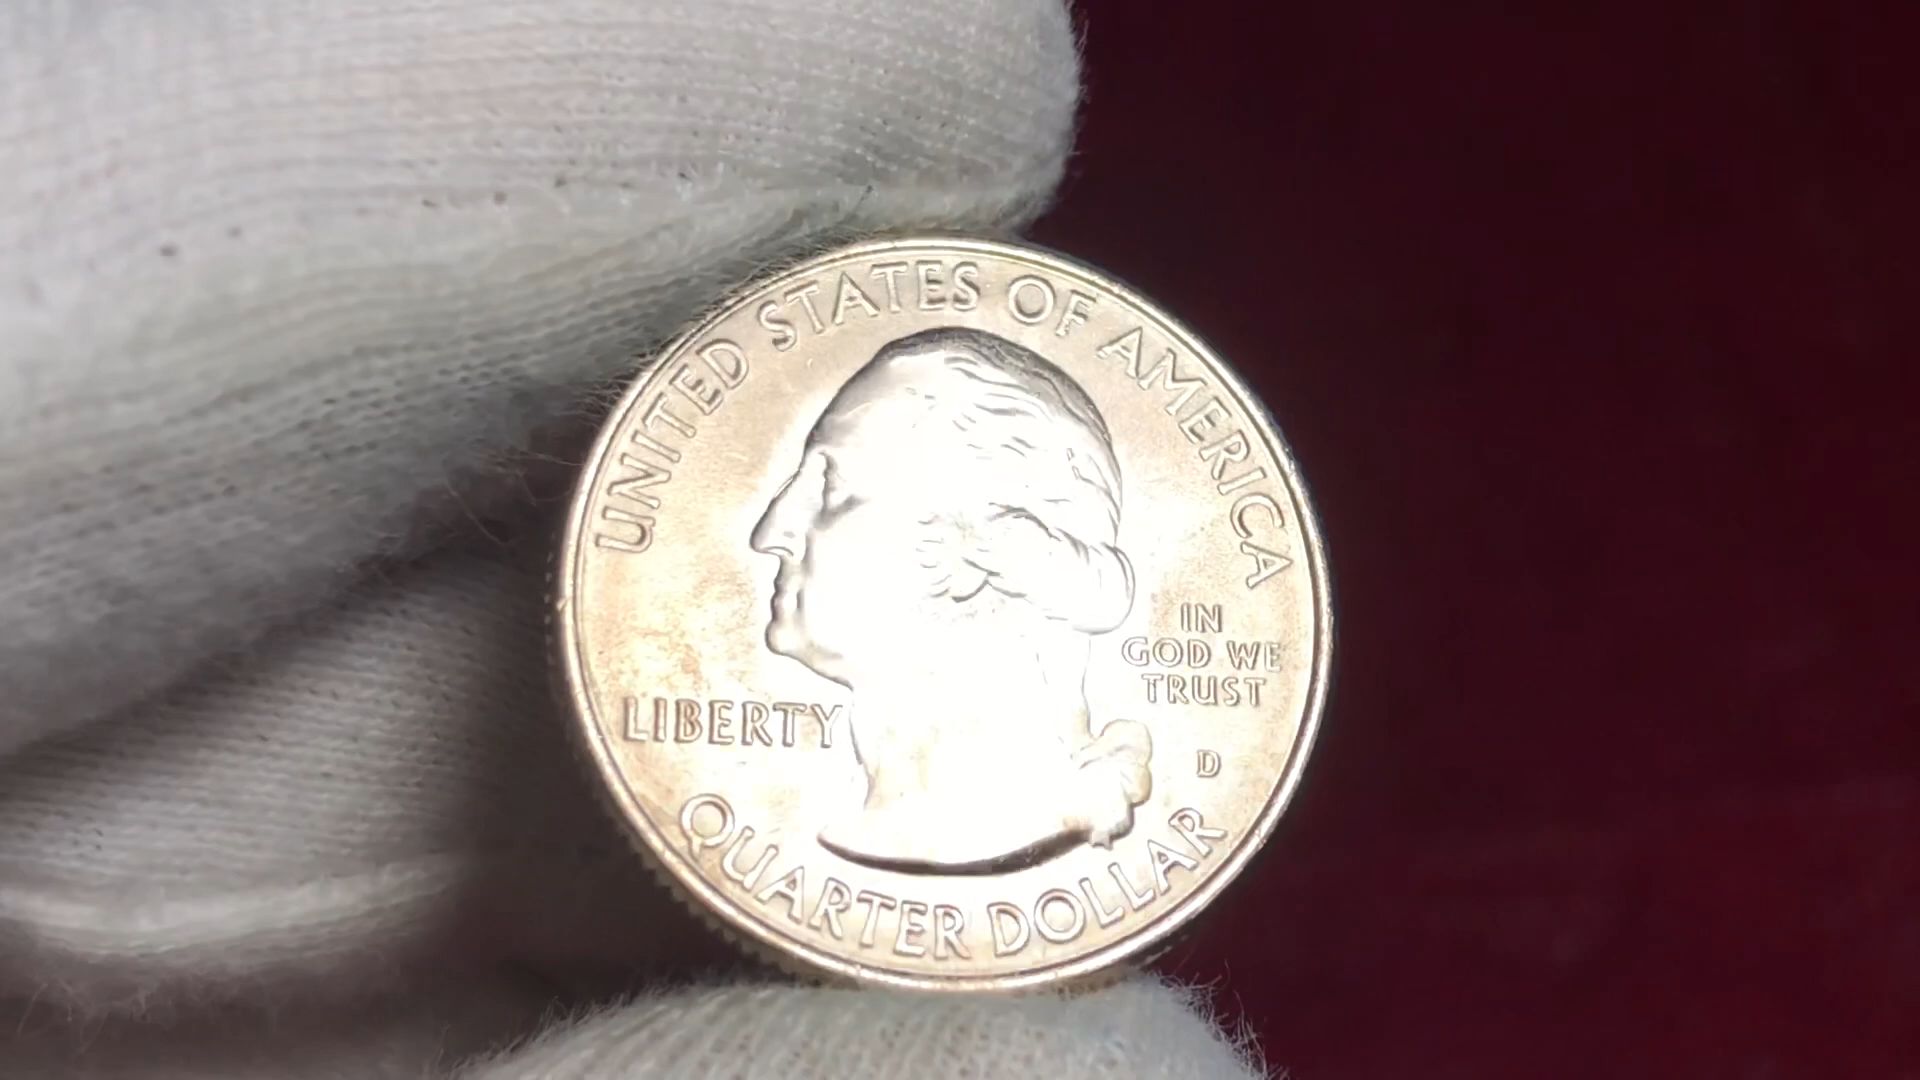 UNITED STATES OF AMERICA
IN
GOD WE
TRUST
LIBERTY
D
QUARTER DOLLAR